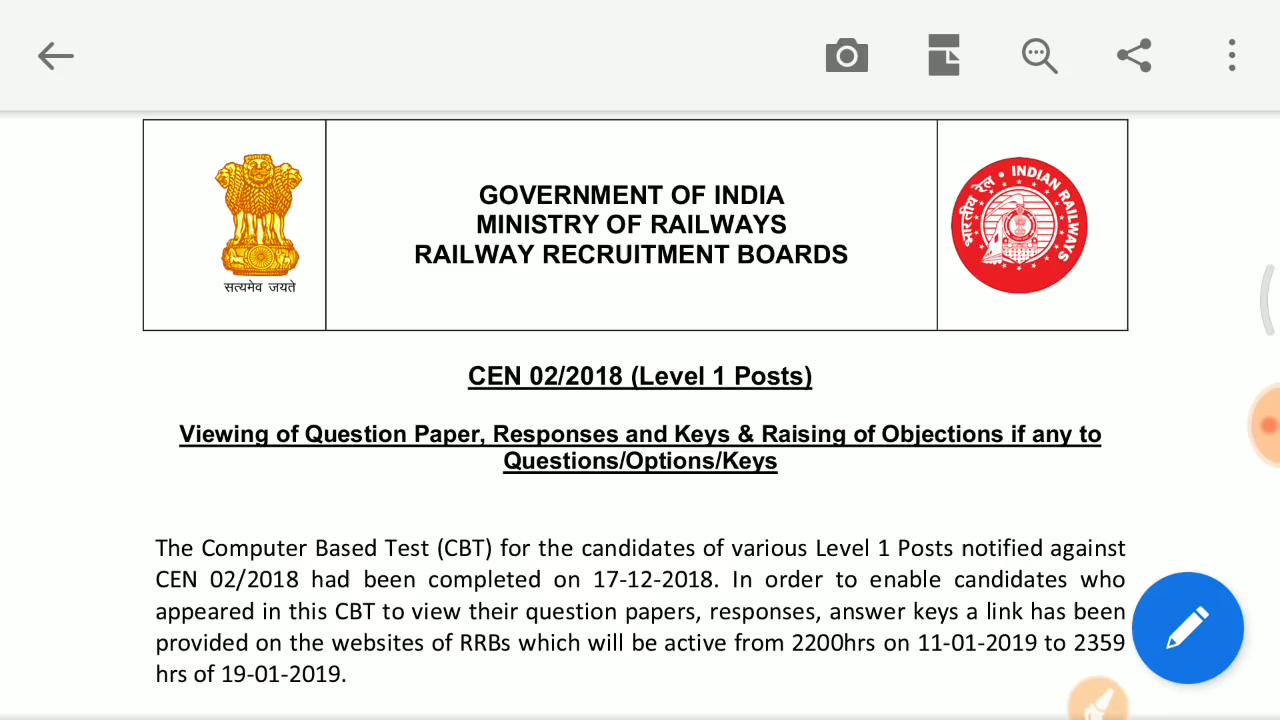 GOVERNMENT OF INDIA
MINISTRY OF RAILWAYS
RAILWAY RECRUITMENT BOARDS
सत्यमेव जयते
भारतीय रेल • INDIAN RAILWAYS
CEN 02/2018 (Level 1 Posts)
Viewing of Question Paper, Responses and Keys & Raising of Objections if any to
Questions/Options/Keys
The Computer Based Test (CBT) for the candidates of various Level 1 Posts notified against
CEN 02/2018 had been completed on 17-12-2018. In order to enable candidates who
appeared in this CBT to view their question papers, responses, answer keys a link has been
provided on the websites of RRBs which will be active from 2200hrs on 11-01-2019 to 2359
hrs of 19-01-2019.